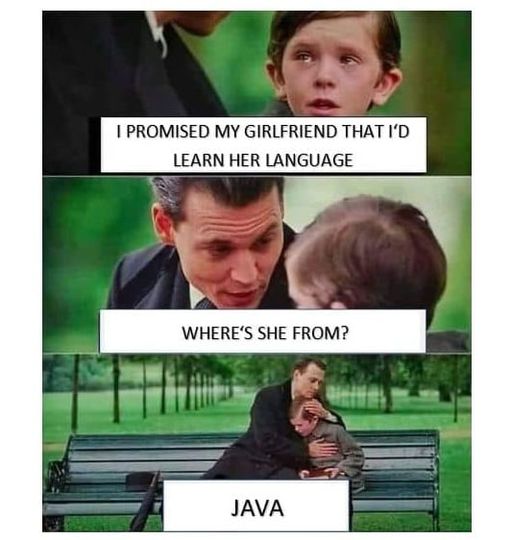 I PROMISED MY GIRLFRIEND THAT I'D
LEARN HER LANGUAGE
WHERE'S SHE FROM?
JAVA